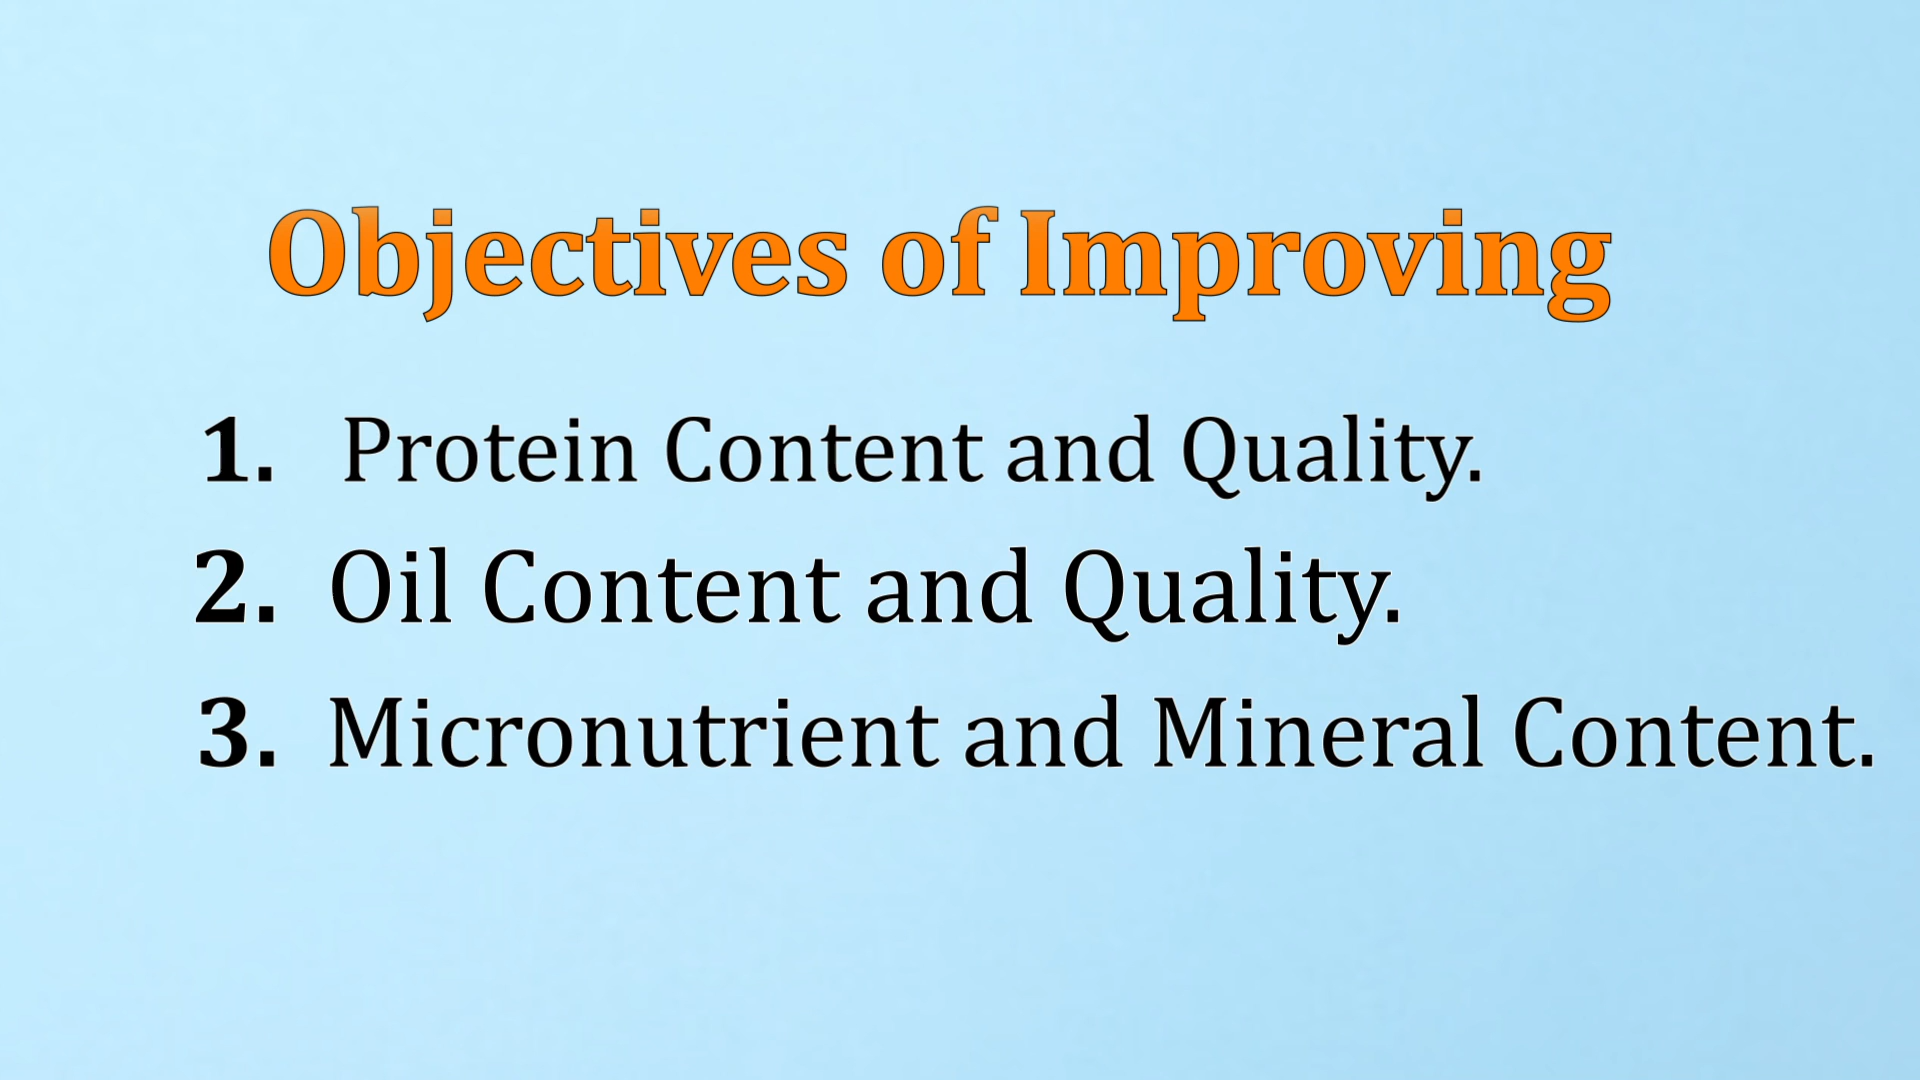 Objectives of Improving
1. Protein Content and Quality.
2. Oil Content and Quality.
3. Micronutrient and Mineral Content.